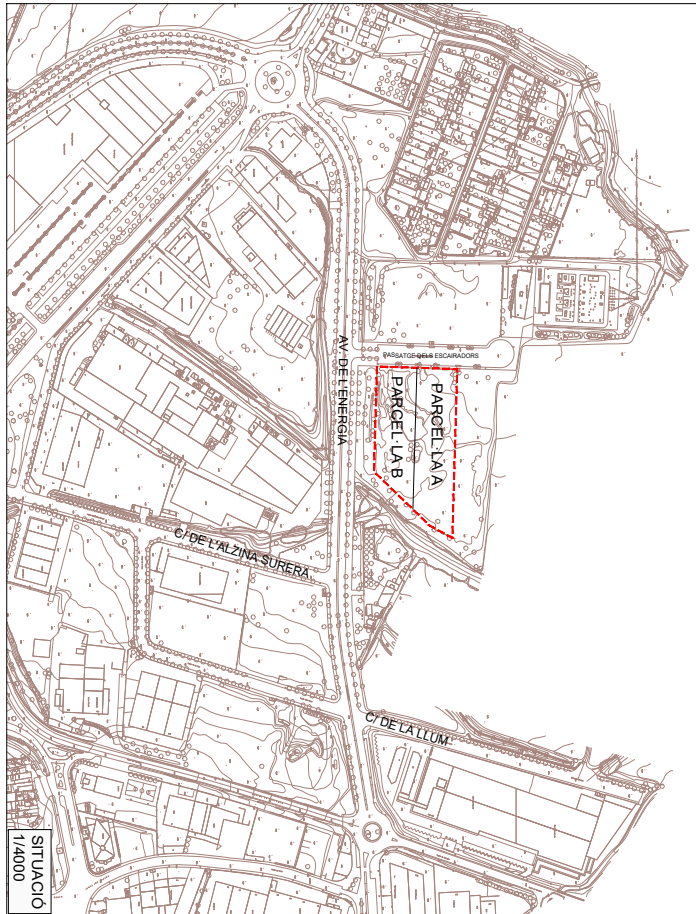 PASSATGE DELS ESCAIRADORS
AV. DE L'ENERGIA
PARCEL·LA A
PARCEL·LA B
C/ DE L'ALZINA SURERA
C/ DE LA LLUM
SITUACIÓ
1/4000